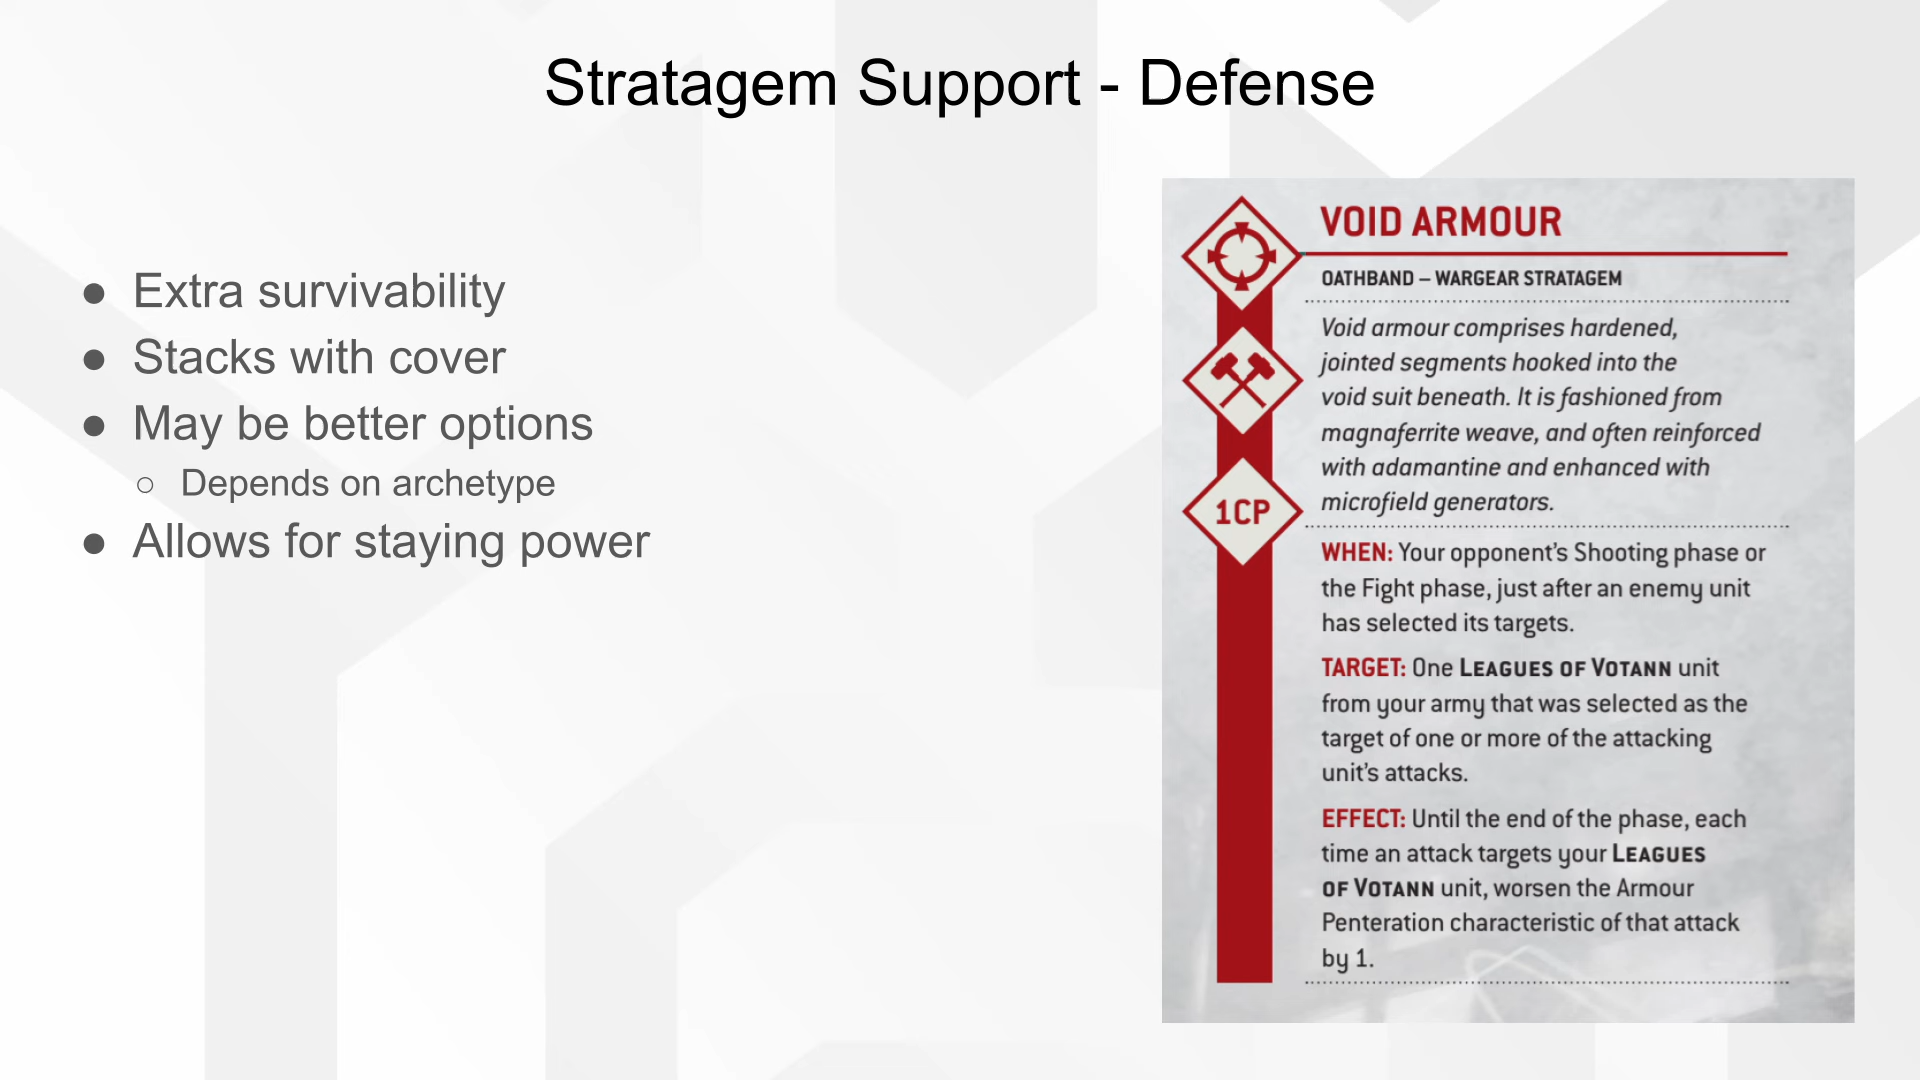 Stratagem Support - Defense
● Extra survivability
● Stacks with cover
● May be better options
○ Depends on archetype
● Allows for staying power
VOID ARMOUR
OATHBAND – WARGEAR STRATAGEM
Void armour comprises hardened,
jointed segments hooked into the
void suit beneath. It is fashioned from
magnaferrite weave, and often reinforced
with adamantine and enhanced with
microfield generators.
1CP
WHEN: Your opponent's Shooting phase or
the Fight phase, just after an enemy unit
has selected its targets.
TARGET: One LEAGUES OF VOTANN unit
from your army that was selected as the
target of one or more of the attacking
unit's attacks.
EFFECT: Until the end of the phase, each
time an attack targets your LEAGUES
OF VOTANN unit, worsen the Armour
Penteration characteristic of that attack
by 1.